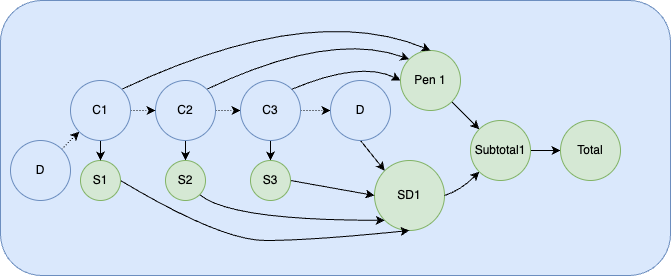 Pen 1
C1
C2
C3
D
Subtotal1
Total
D
S1
S2
S3
SD1